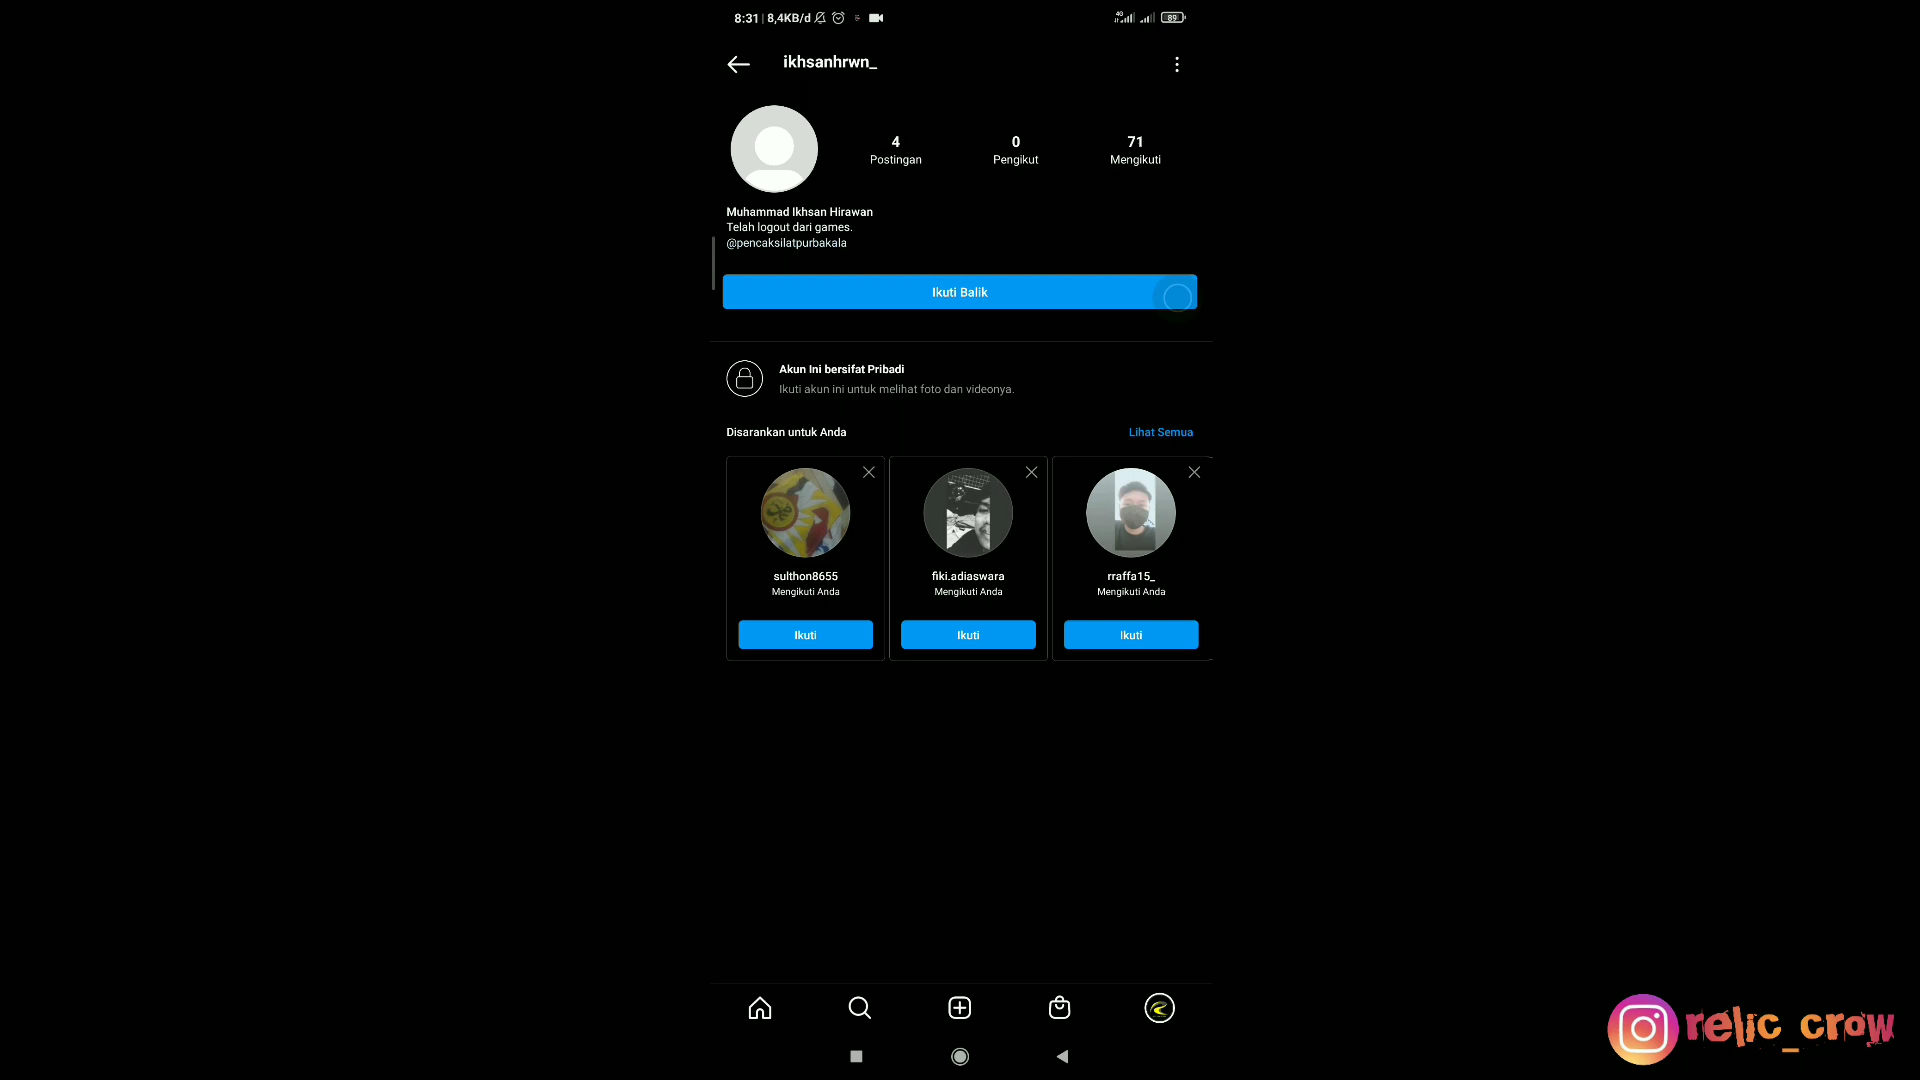 8:31 | 8,4KB/d
4G
89
ikhsanhrwn_
4
0
71
Postingan
Pengikut
Mengikuti
Muhammad Ikhsan Hirawan
Telah logout dari games.
@pencaksilatpurbakala
Ikuti Balik
Akun Ini bersifat Pribadi
Ikuti akun ini untuk melihat foto dan videonya.
Disarankan untuk Anda
Lihat Semua
sulthon8655
fiki.adiaswara
rraffa15_
Mengikuti Anda
Mengikuti Anda
Mengikuti Anda
Ikuti
Ikuti
Ikuti
relic_crow